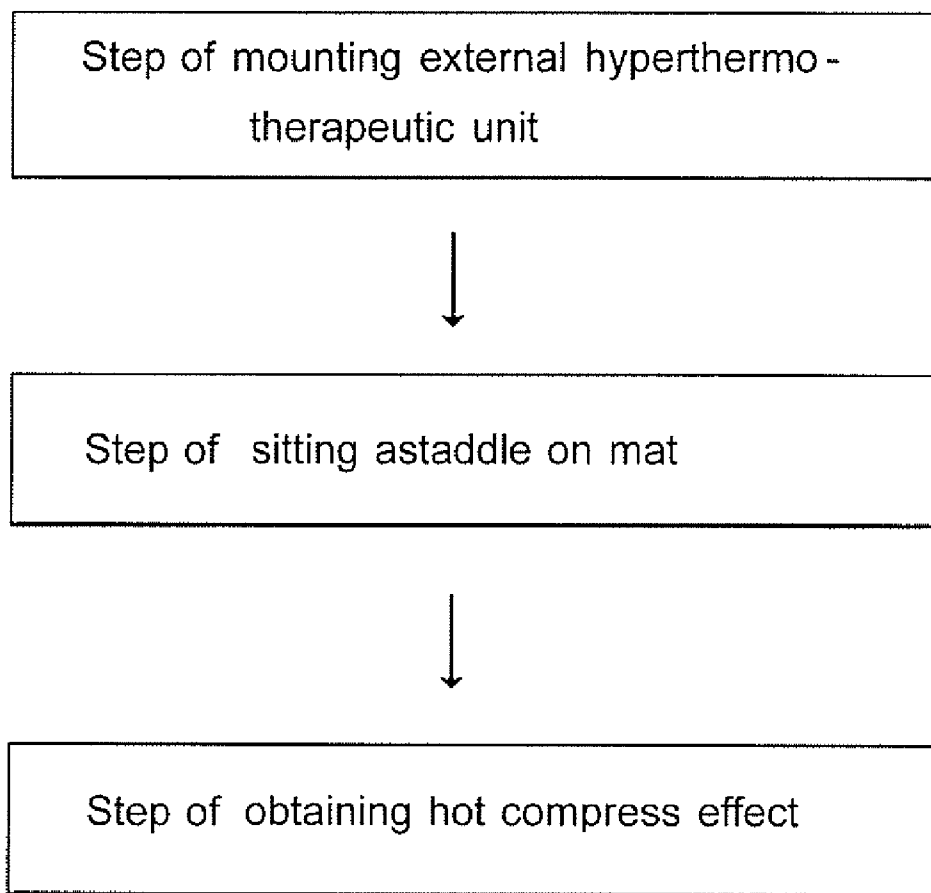 Step of mounting external hyperthermo-
therapeutic unit
Step of sitting astaddle on mat
Step of obtaining hot compress effect